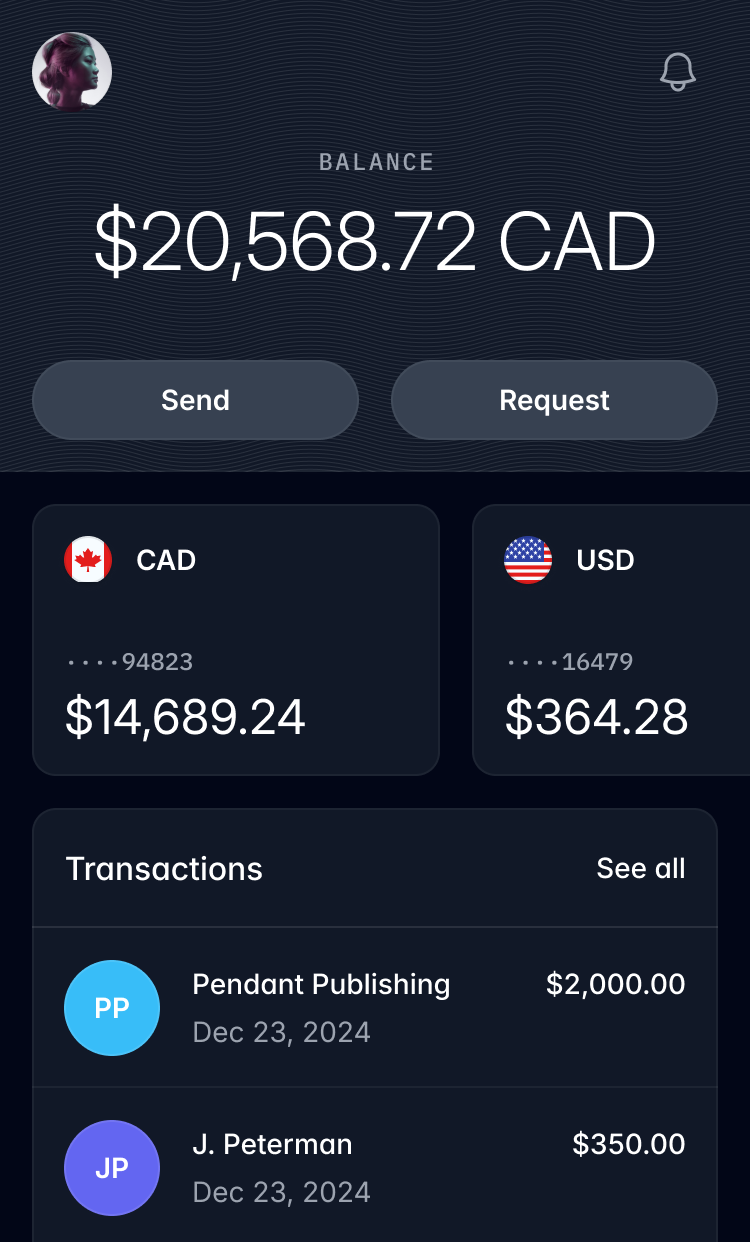 BALANCE
$20,568.72 CAD
Send Request
CAD
····94823
$14,689.24
USD
····16479
$364.28
Transactions See all
PP Pendant Publishing $2,000.00
Dec 23, 2024
JP J. Peterman $350.00
Dec 23, 2024